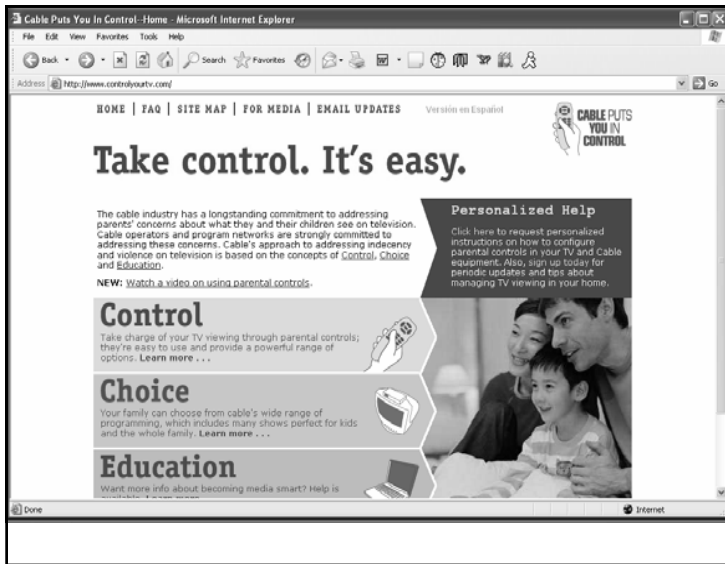 Cable Puts You In Control--Home - Microsoft Internet Explorer
File Edit View Favorites Tools Help
Back Search Favorites
Address http://www.controlyourtv.com/ Go
HOME | FAQ | SITE MAP | FOR MEDIA | EMAIL UPDATES Versión en Español
CABLE PUTS
YOU IN
CONTROL
Take control. It's easy.
The cable industry has a longstanding commitment to addressing
parents' concerns about what they and their children see on television.
Cable operators and program networks are strongly committed to
addressing these concerns. Cable's approach to addressing indecency
and violence on television is based on the concepts of Control, Choice
and Education.
NEW: Watch a video on using parental controls.
Personalized Help
Click here to request personalized
instructions on how to configure
parental controls in your TV and Cable
equipment. Also, sign up today for
periodic updates and tips about
managing TV viewing in your home.
Control
Take charge of your TV viewing through parental controls;
they're easy to use and provide a powerful range of
options. Learn more . . .
Choice
Your family can choose from cable's wide range of
programming, which includes many shows perfect for kids
and the whole family. Learn more . . .
Education
Want more info about becoming media smart? Help is
available. Learn more
Done Internet